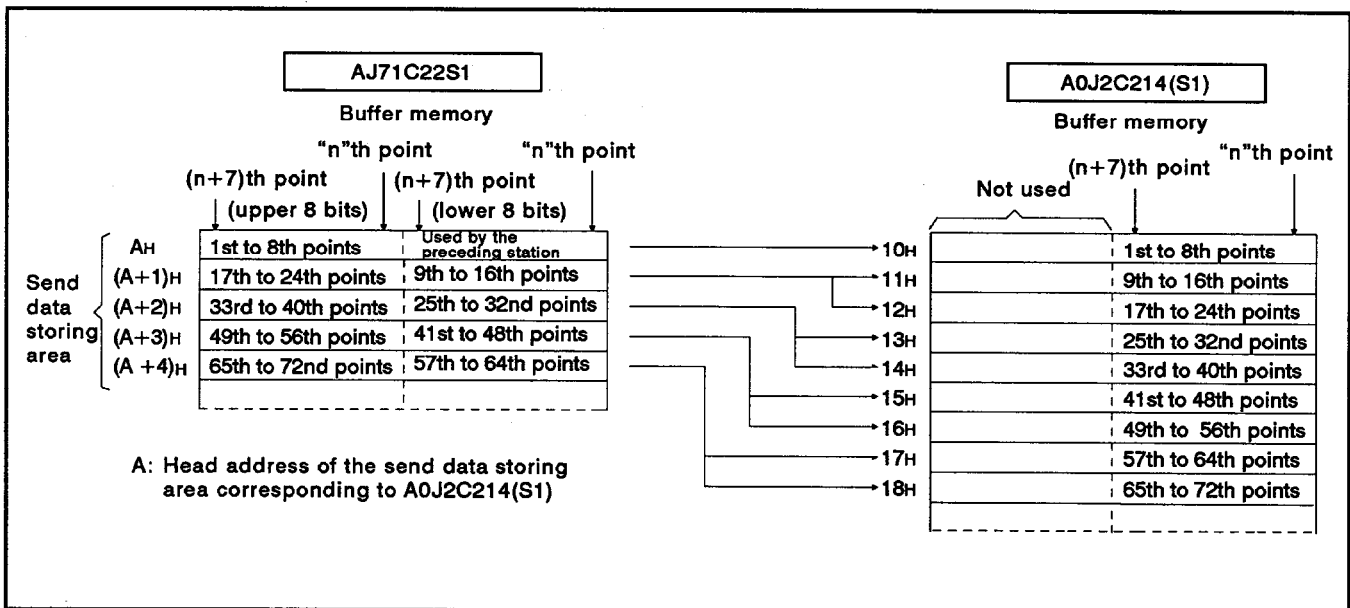 AJ71C22S1
Buffer memory
"n"th point
"n"th point
(n+7)th point
(n+7)th point
(upper 8 bits)
(lower 8 bits)
Send
data
storing
area
AH
1st to 8th points
Used by the
preceding station
(A+1)H
17th to 24th points
9th to 16th points
(A+2)H
33rd to 40th points
25th to 32nd points
(A+3)H
49th to 56th points
41st to 48th points
(A +4)H
65th to 72nd points
57th to 64th points
A: Head address of the send data storing
area corresponding to A0J2C214(S1)
A0J2C214(S1)
Buffer memory
"n"th point
(n+7)th point
Not used
10H
1st to 8th points
11H
9th to 16th points
12H
17th to 24th points
13H
25th to 32nd points
14H
33rd to 40th points
15H
41st to 48th points
16H
49th to 56th points
17H
57th to 64th points
18H
65th to 72th points